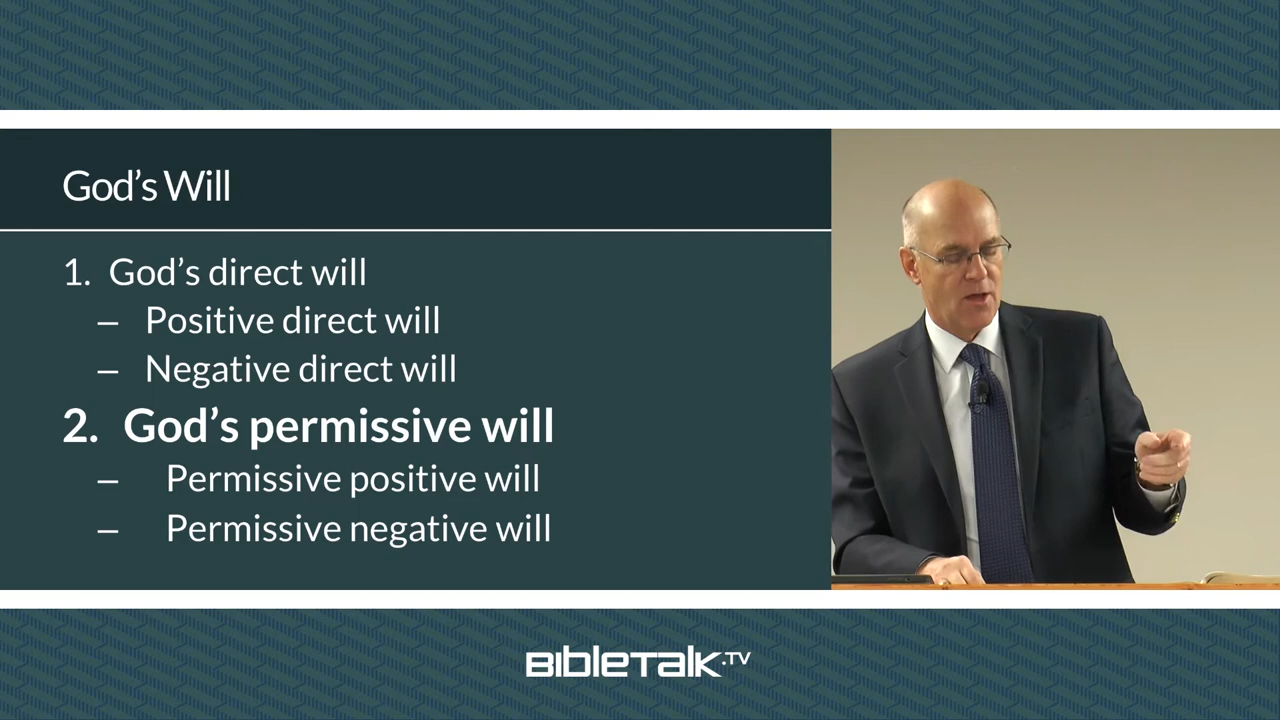 God's Will
1. God's direct will
– Positive direct will
– Negative direct will
2. God's permissive will
– Permissive positive will
– Permissive negative will
BIBLETALK.TV